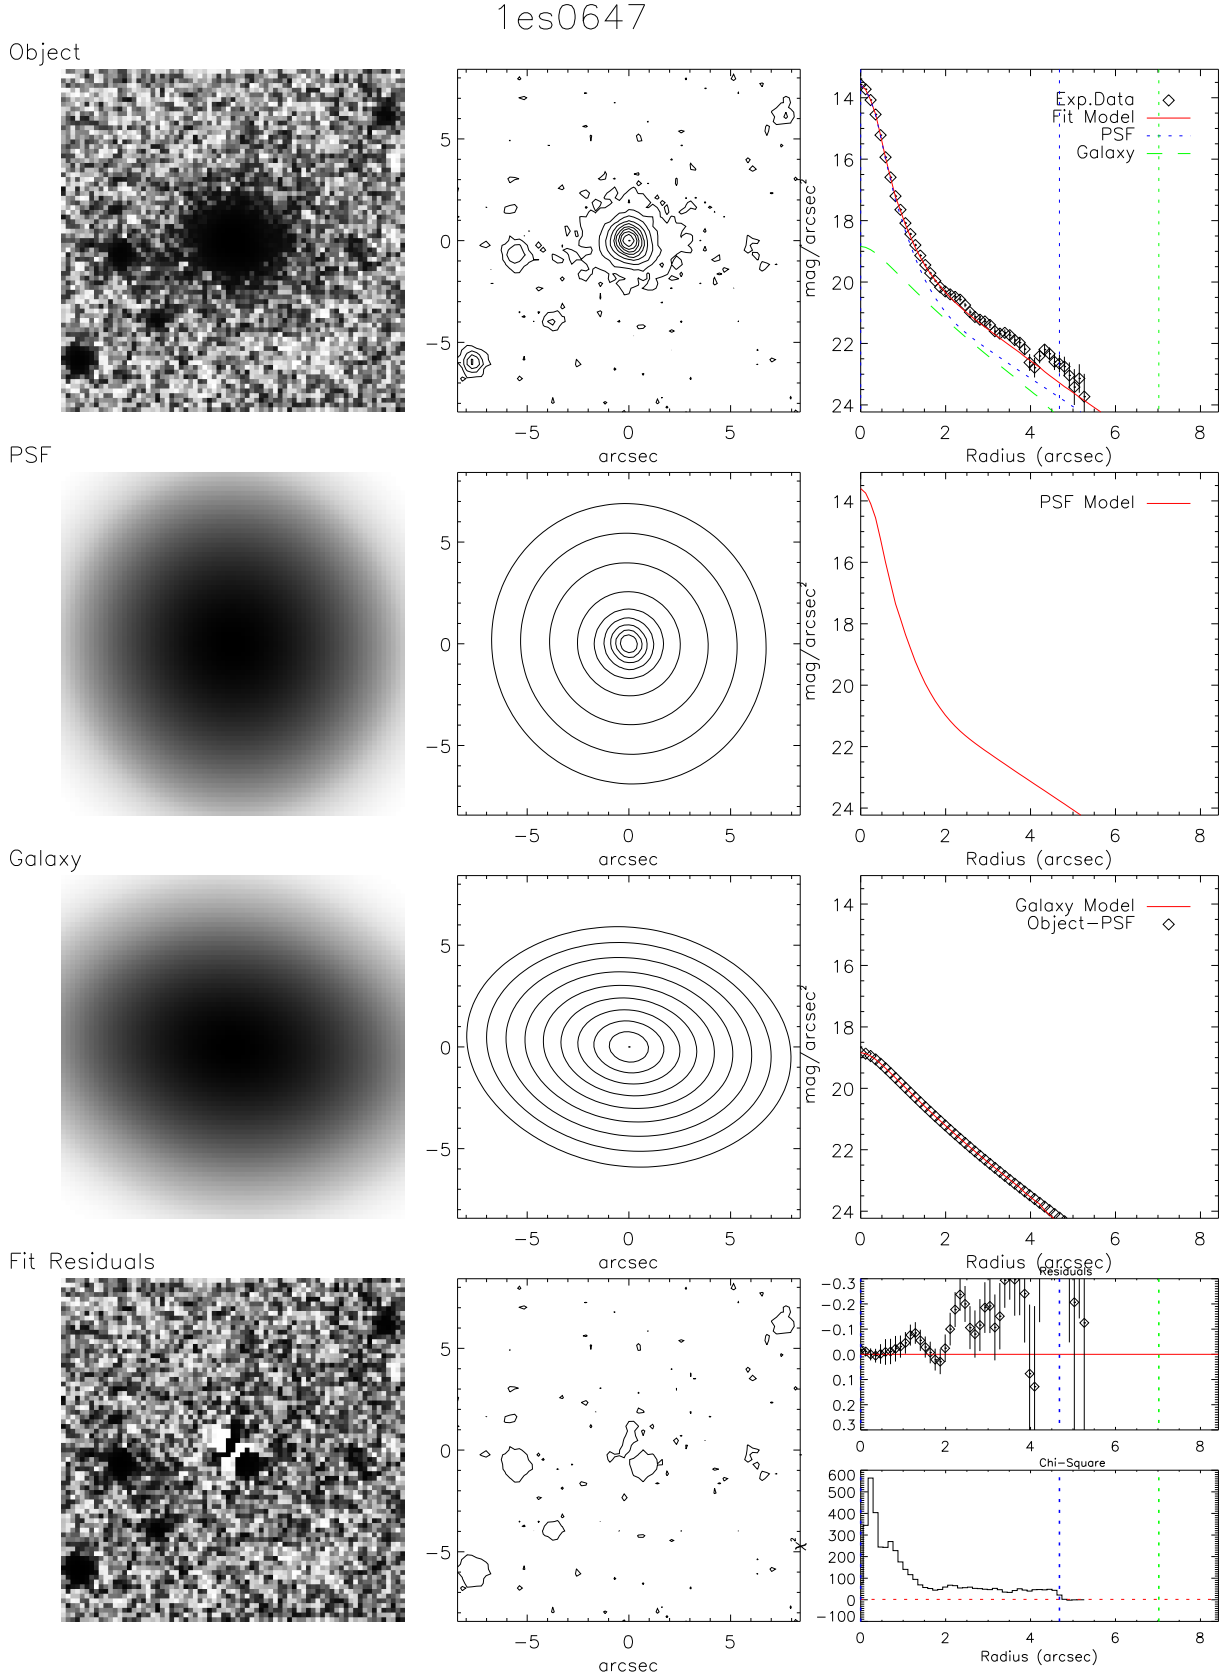 1es0647
Object
5
0
−5
−5 0 5
arcsec
mag/arcsec²
14
16
18
20
22
24
0 2 4 6 8
Radius (arcsec)
Exp.Data
Fit Model
PSF
Galaxy
PSF
5
0
−5
−5 0 5
arcsec
mag/arcsec²
14
16
18
20
22
24
0 2 4 6 8
Radius (arcsec)
PSF Model
Galaxy
5
0
−5
−5 0 5
arcsec
mag/arcsec²
14
16
18
20
22
24
0 2 4 6 8
Radius (arcsec)
Galaxy Model
Object−PSF
Fit Residuals
5
0
−5
−5 0 5
arcsec
Residuals
−0.3
−0.2
−0.1
0.0
0.1
0.2
0.3
0 2 4 6 8
Chi−Square
χ²
600
500
400
300
200
100
0
−100
0 2 4 6 8
Radius (arcsec)